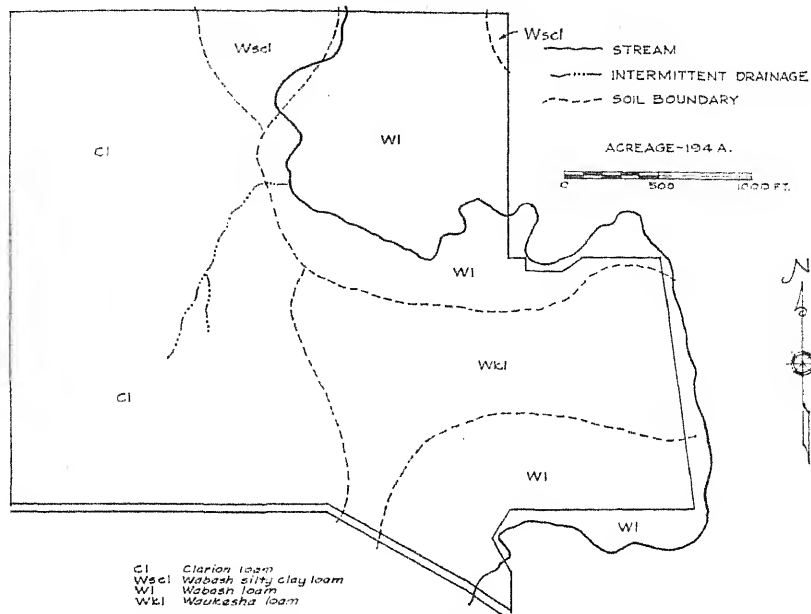 Wscl
Wscl
STREAM
INTERMITTENT DRAINAGE
SOIL BOUNDARY
Cl
Wl
ACREAGE-194 A.
0 500 1000 FT.
Wl
N
Wkl
Cl
Wl
Wl
Cl Clarion loam
Wscl Wabash silty clay loam
Wl Wabash loam
Wkl Waukesha loam